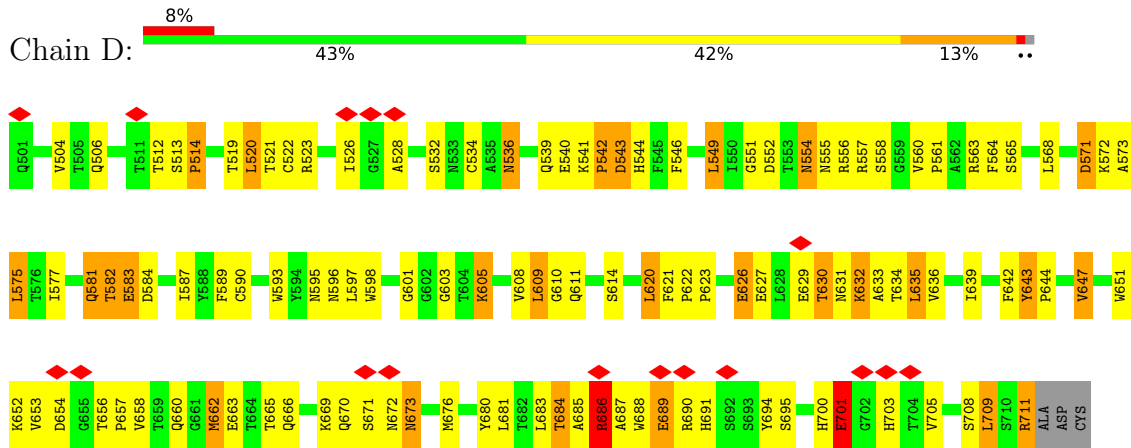 8%
Chain D:
43% 42% 13% ••
Q501 V504 T505 Q506 T511 T512 S513 P514 T519 L520 T521 C522 R523 I526 G527 A528 S532 N533 C534 A535 N536 Q539 E540 K541 P542 D543 H544 F545 F546 L549 I550 G551 D552 T553 N554 N555 R556 R557 S558 G559 V560 P561 A562 R563 F564 S565 L568 D571 K572 A573
L575 T576 I577 Q581 T582 E583 D584 I587 Y588 F589 C590 W593 Y594 N595 N596 L597 W598 G601 G602 G603 T604 K605 V608 L609 G610 Q611 S614 L620 F621 P622 P623 E626 E627 L628 E629 T630 N631 K632 A633 T634 L635 V636 I639 F642 Y643 P644 V647 W651
K652 V653 D654 G655 T656 P657 V658 T659 Q660 G661 M662 E663 T664 T665 Q666 K669 Q670 S671 N672 N673 M676 Y680 L681 T682 L683 T684 A685 R686 A687 W688 E689 R690 H691 S692 S693 Y694 S695 H700 E701 G702 H703 T704 V705 S708 L709 S710 R711 ALA ASP CYS